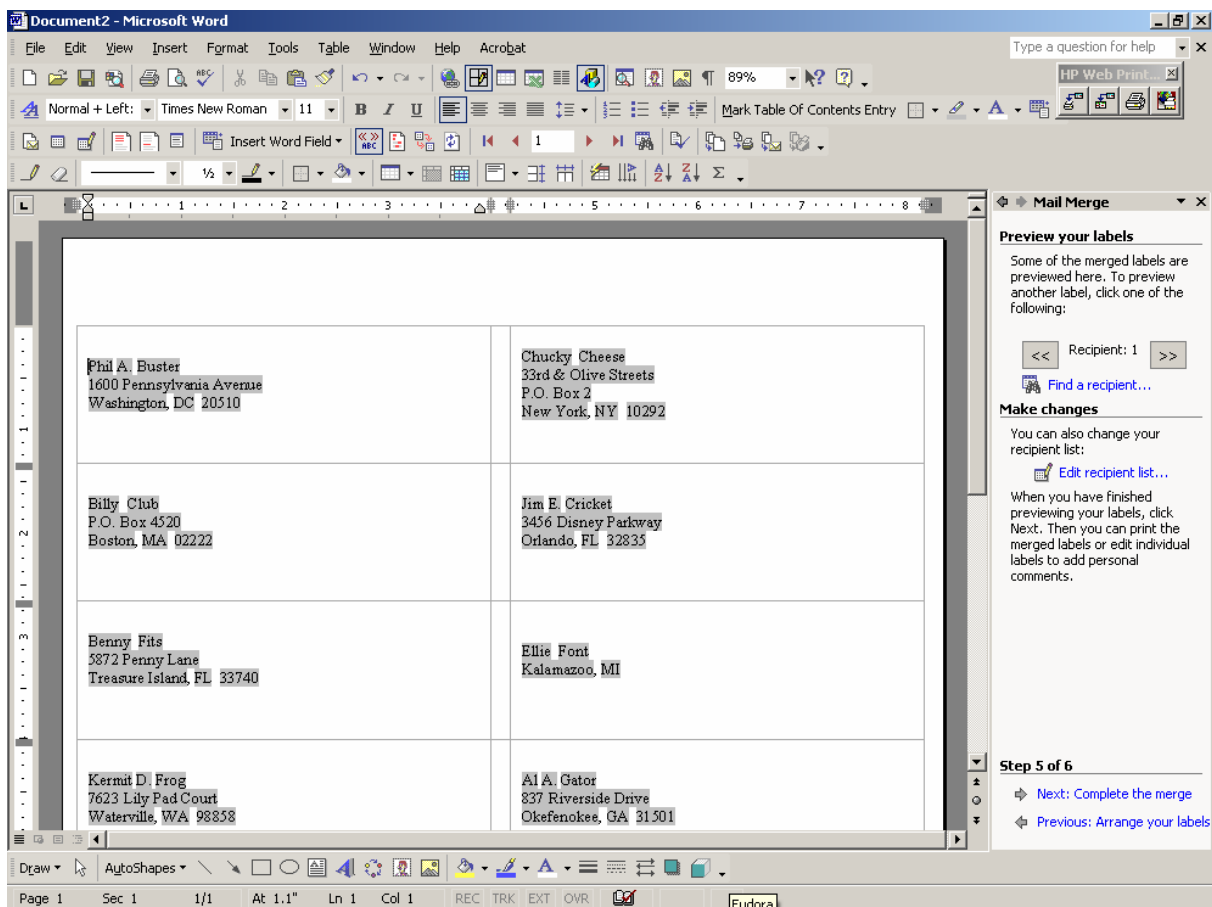 Document2 - Microsoft Word
File Edit View Insert Format Tools Table Window Help Acrobat
Type a question for help
89%
HP Web Print...
Normal + Left: Times New Roman 11 B I U Mark Table Of Contents Entry
Insert Word Field 1
½
1 2 3 5 6 7 8
Mail Merge
Preview your labels
Some of the merged labels are
previewed here. To preview
another label, click one of the
following:
<< Recipient: 1 >>
Find a recipient...
Make changes
You can also change your
recipient list:
Edit recipient list...
When you have finished
previewing your labels, click
Next. Then you can print the
merged labels or edit individual
labels to add personal
comments.
Step 5 of 6
Next: Complete the merge
Previous: Arrange your labels
Phil A. Buster
1600 Pennsylvania Avenue
Washington, DC 20510
Chucky Cheese
33rd & Olive Streets
P.O. Box 2
New York, NY 10292
Billy Club
P.O. Box 4520
Boston, MA 02222
Jim E. Cricket
3456 Disney Parkway
Orlando, FL 32835
Benny Fits
5872 Penny Lane
Treasure Island, FL 33740
Ellie Font
Kalamazoo, MI
Kermit D. Frog
7623 Lily Pad Court
Waterville, WA 98858
Al A. Gator
837 Riverside Drive
Okefenokee, GA 31501
Draw AutoShapes
Page 1 Sec 1 1/1 At 1.1" Ln 1 Col 1 REC TRK EXT OVR
Eudora